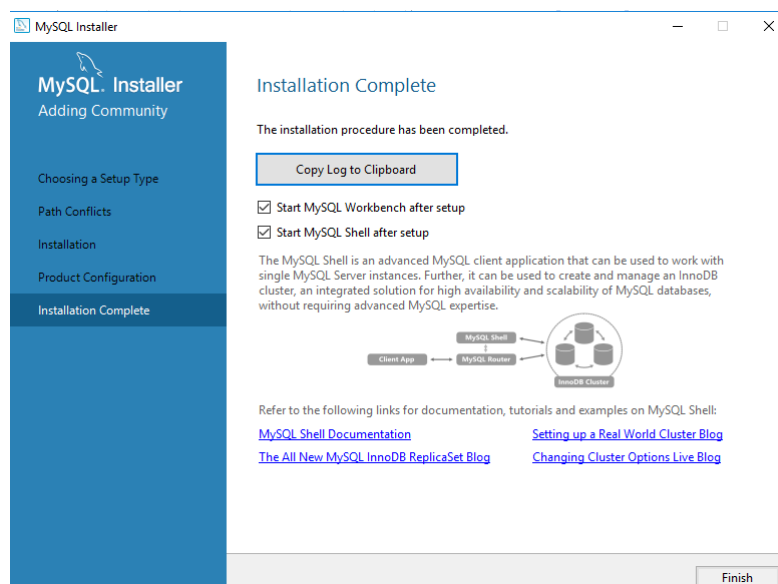 MySQL Installer
MySQL. Installer
Adding Community
Choosing a Setup Type
Path Conflicts
Installation
Product Configuration
Installation Complete
Installation Complete
The installation procedure has been completed.
Copy Log to Clipboard
Start MySQL Workbench after setup
Start MySQL Shell after setup
The MySQL Shell is an advanced MySQL client application that can be used to work with
single MySQL Server instances. Further, it can be used to create and manage an InnoDB
cluster, an integrated solution for high availability and scalability of MySQL databases,
without requiring advanced MySQL expertise.
MySQL Shell
Client App
MySQL Router
InnoDB Cluster
Refer to the following links for documentation, tutorials and examples on MySQL Shell:
MySQL Shell Documentation
Setting up a Real World Cluster Blog
The All New MySQL InnoDB ReplicaSet Blog
Changing Cluster Options Live Blog
Finish